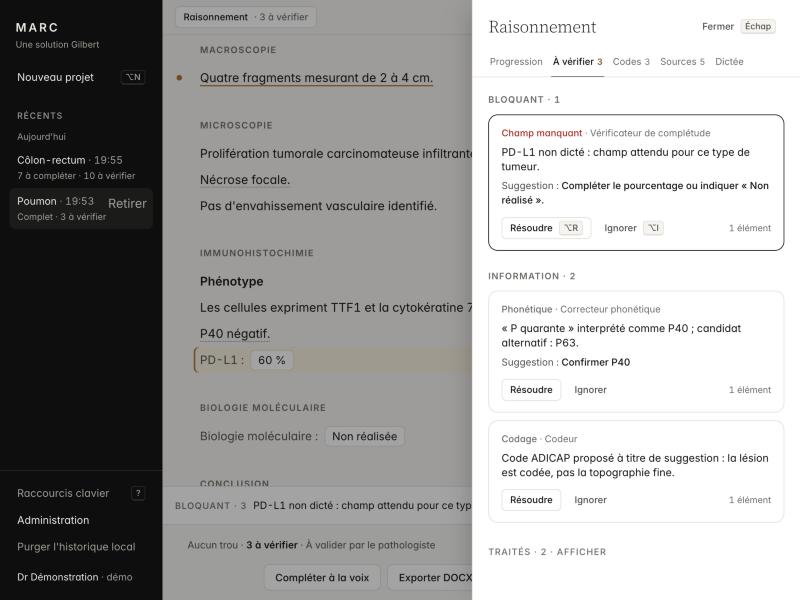 MARC
Une solution Gilbert
Nouveau projet ⌥N
RÉCENTS
Aujourd'hui
Côlon-rectum · 19:55
7 à compléter · 10 à vérifier
Poumon · 19:53 Retirer
Complet · 3 à vérifier
Raccourcis clavier ?
Administration
Purger l'historique local
Dr Démonstration · démo
Raisonnement · 3 à vérifier
MACROSCOPIE
Quatre fragments mesurant de 2 à 4 cm.
MICROSCOPIE
Prolifération tumorale carcinomateuse infiltrante
Nécrose focale.
Pas d'envahissement vasculaire identifié.
IMMUNOHISTOCHIMIE
Phénotype
Les cellules expriment TTF1 et la cytokératine 7
P40 négatif.
PD-L1 : 60 %
BIOLOGIE MOLÉCULAIRE
Biologie moléculaire : Non réalisée
CONCLUSION
BLOQUANT · 3 PD-L1 non dicté : champ attendu pour ce typ
Aucun trou · 3 à vérifier · À valider par le pathologiste
Compléter à la voix Exporter DOCX
Raisonnement Fermer Échap
Progression À vérifier 3 Codes 3 Sources 5 Dictée
BLOQUANT · 1
Champ manquant · Vérificateur de complétude
PD-L1 non dicté : champ attendu pour ce type de
tumeur.
Suggestion : Compléter le pourcentage ou indiquer « Non
réalisé ».
Résoudre ⌥R Ignorer ⌥I 1 élément
INFORMATION · 2
Phonétique · Correcteur phonétique
« P quarante » interprété comme P40 ; candidat
alternatif : P63.
Suggestion : Confirmer P40
Résoudre Ignorer 1 élément
Codage · Codeur
Code ADICAP proposé à titre de suggestion : la lésion
est codée, pas la topographie fine.
Résoudre Ignorer 1 élément
TRAITÉS · 2 · AFFICHER